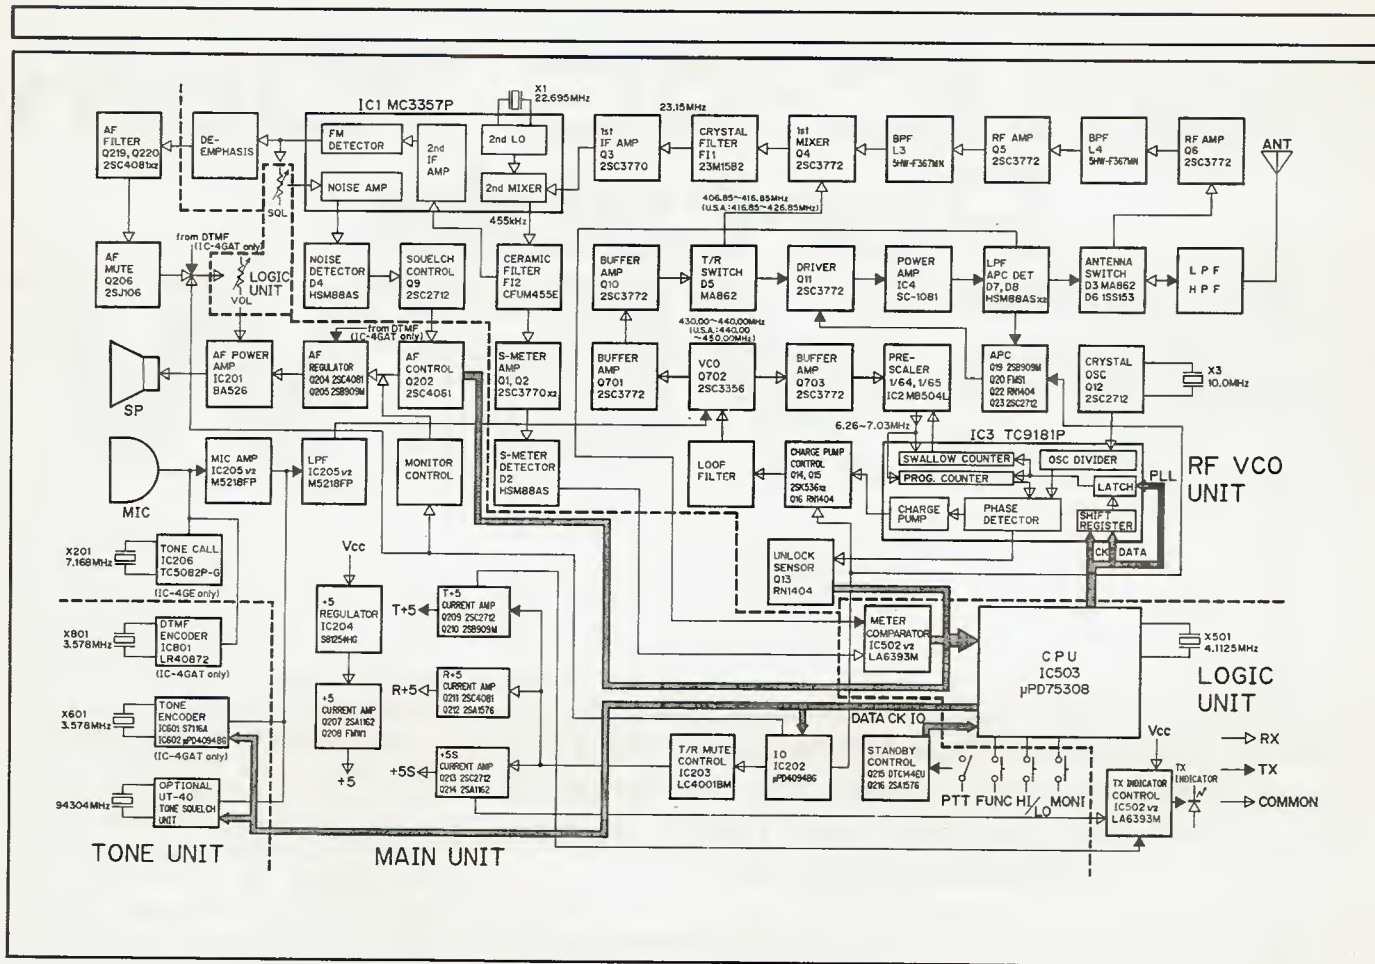 AF
FILTER
Q219, Q220
2SC4081x2
DE-
EMPHASIS
IC1 MC3357P
FM
DETECTOR
2nd
IF
AMP
X1
22.695MHz
2nd LO
NOISE AMP
2nd MIXER
SQL
455kHz
1st
IF AMP
Q3
2SC3770
23.15MHz
CRYSTAL
FILTER
FI1
23M15B2
1st
MIXER
Q4
2SC3772
BPF
L3
5HW-F367MN
RF AMP
Q5
2SC3772
BPF
L4
5HW-F367MN
RF AMP
Q6
2SC3772
ANT
406.85~416.85MHz
(U.S.A:416.85~426.85MHz)
from DTMF
(IC-4GAT only)
AF
MUTE
Q206
2SJ106
LOGIC
UNIT
VOL
NOISE
DETECTOR
D4
HSM88AS
SQUELCH
CONTROL
Q9
2SC2712
CERAMIC
FILTER
FI2
CFUM455E
BUFFER
AMP
Q10
2SC3772
T/R
SWITCH
D5
MA862
DRIVER
Q11
2SC3772
POWER
AMP
IC4
SC-1081
LPF
APC DET
D7, D8
HSM88ASx2
ANTENNA
SWITCH
D3 MA862
D6 1SS153
LPF
HPF
430.00~440.00MHz
(U.S.A:440.00
~450.00MHz)
from DTMF
(IC-4GAT only)
SP
AF POWER
AMP
IC201
BA526
AF
REGULATOR
Q204 2SC4081
Q205 2SB909M
AF
CONTROL
Q202
2SC4081
S-METER
AMP
Q1, Q2
2SC3770x2
BUFFER
AMP
Q701
2SC3772
VCO
Q702
2SC3356
BUFFER
AMP
Q703
2SC3772
PRE-
SCALER
1/64, 1/65
IC2 MB504L
APC
Q19 2SB909M
Q20 FMS1
Q22 RN1404
Q23 2SC2712
CRYSTAL
OSC
Q12
2SC2712
X3
10.0MHz
6.26~7.03MHz
IC3 TC9181P
MIC
MIC AMP
IC205 1/2
M5218FP
LPF
IC205 1/2
M5218FP
MONITOR
CONTROL
S-METER
DETECTOR
D2
HSM88AS
LOOF
FILTER
CHARGE PUMP
CONTROL
Q14, Q15
2SK536x2
Q16 RN1404
SWALLOW COUNTER
OSC DIVIDER
PROG. COUNTER
LATCH
CHARGE
PUMP
PHASE
DETECTOR
SHIFT
REGISTER
CK
DATA
PLL
RF VCO
UNIT
X201
7.168MHz
TONE CALL
IC206
TC5082P-G
(IC-4GE only)
Vcc
+5
REGULATOR
IC204
S81254HG
T+5
T+5
CURRENT AMP
Q209 2SC2712
Q210 2SB909M
UNLOCK
SENSOR
Q13
RN1404
X801
3.578MHz
DTMF
ENCODER
IC801
LR40872
(IC-4GAT only)
METER
COMPARATOR
IC502 1/2
LA6393M
CPU
IC503
µPD75308
X501
4.1125MHz
LOGIC
UNIT
X601
3.578MHz
TONE
ENCODER
IC601 S7116A
IC602 µPD4094BG
(IC-4GAT only)
+5
CURRENT AMP
Q207 2SA1162
Q208 FMW1
+5
R+5
R+5
CURRENT AMP
Q211 2SC4081
Q212 2SA1576
DATA CK IO
+5S
+5S
CURRENT AMP
Q213 2SC2712
Q214 2SA1162
T/R MUTE
CONTROL
IC203
LC4001BM
IO
IC202
µPD4094BG
STANDBY
CONTROL
Q215 DTC144EU
Q216 2SA1576
PTT
FUNC
HI/LO
MONI
Vcc
TX INDICATOR
CONTROL
IC502 1/2
LA6393M
TX
INDICATOR
RX
TX
COMMON
94304MHz
OPTIONAL
UT-40
TONE SQUELCH
UNIT
TONE UNIT
MAIN UNIT